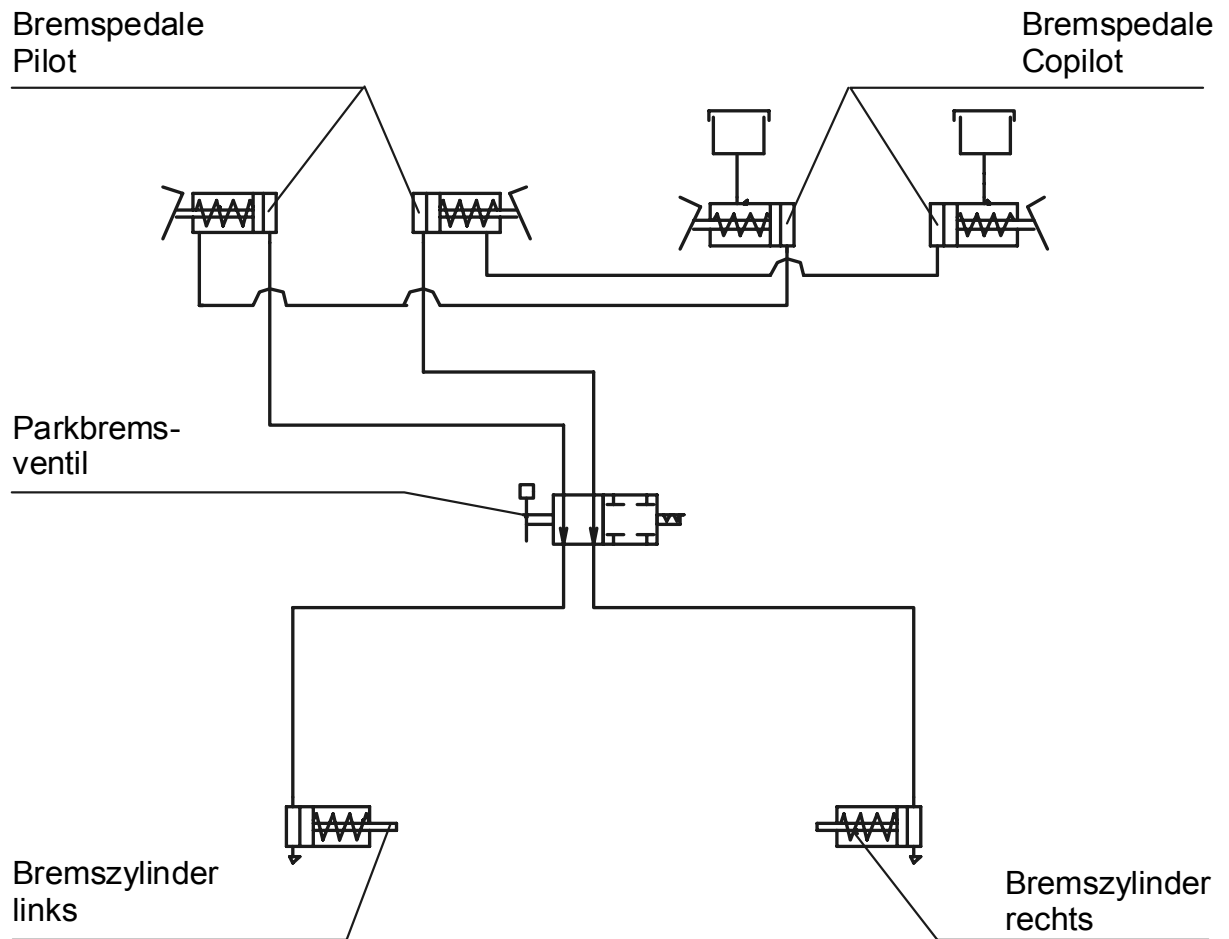 Bremspedale
Pilot
Bremspedale
Copilot
Parkbrems-
ventil
Bremszylinder
links
Bremszylinder
rechts